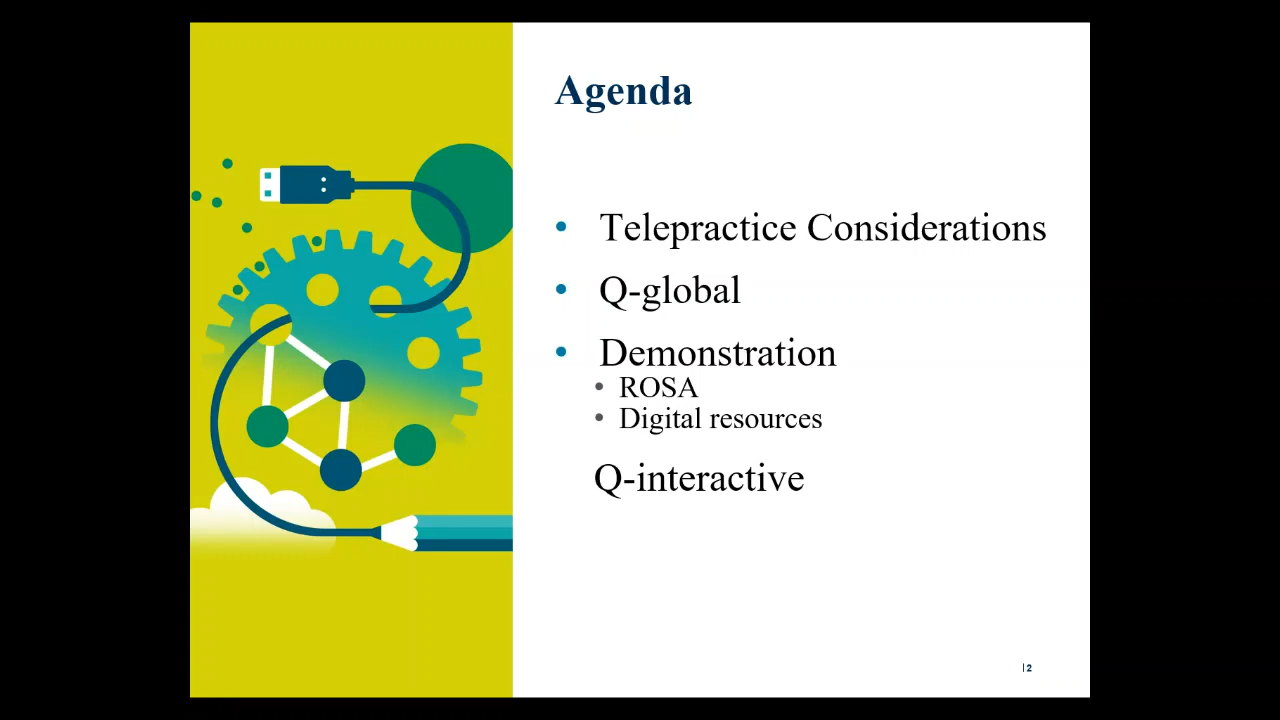 Agenda
• Telepractice Considerations
• Q-global
• Demonstration
• ROSA
• Digital resources
Q-interactive
| 2